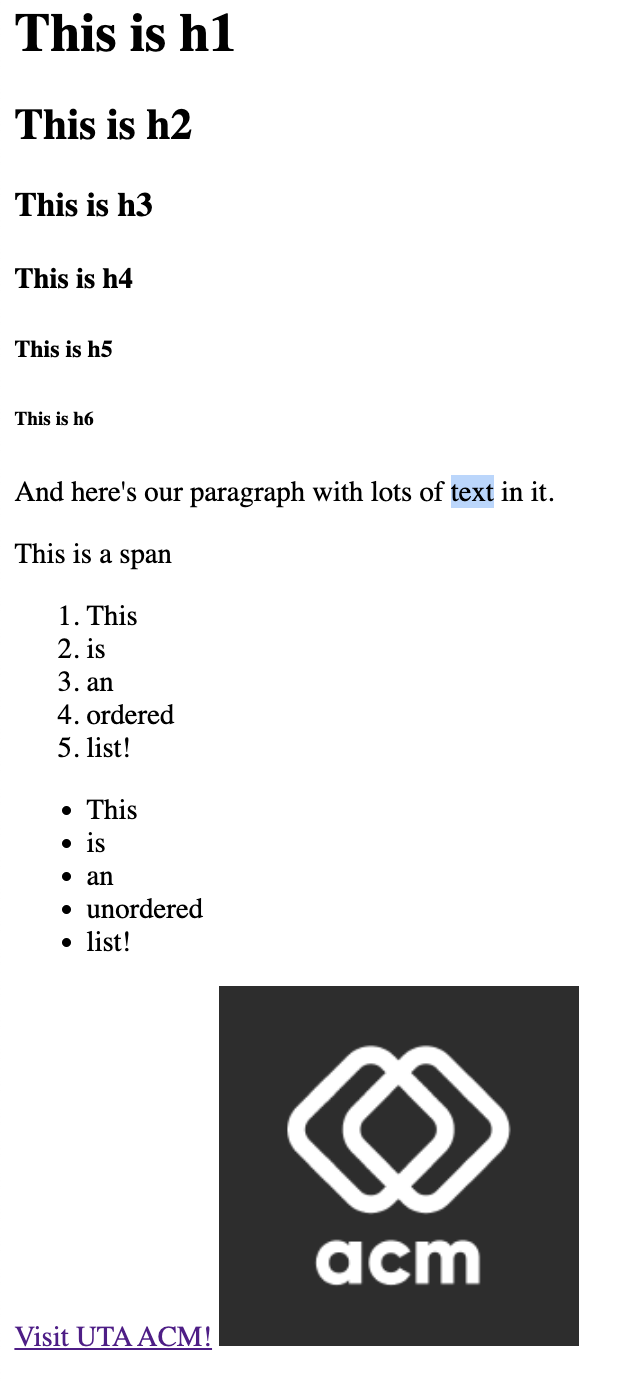 This is h1
This is h2
This is h3
This is h4
This is h5
This is h6
And here's our paragraph with lots of text in it.
This is a span
1. This
2. is
3. an
4. ordered
5. list!
• This
• is
• an
• unordered
• list!
acm
Visit UTA ACM!